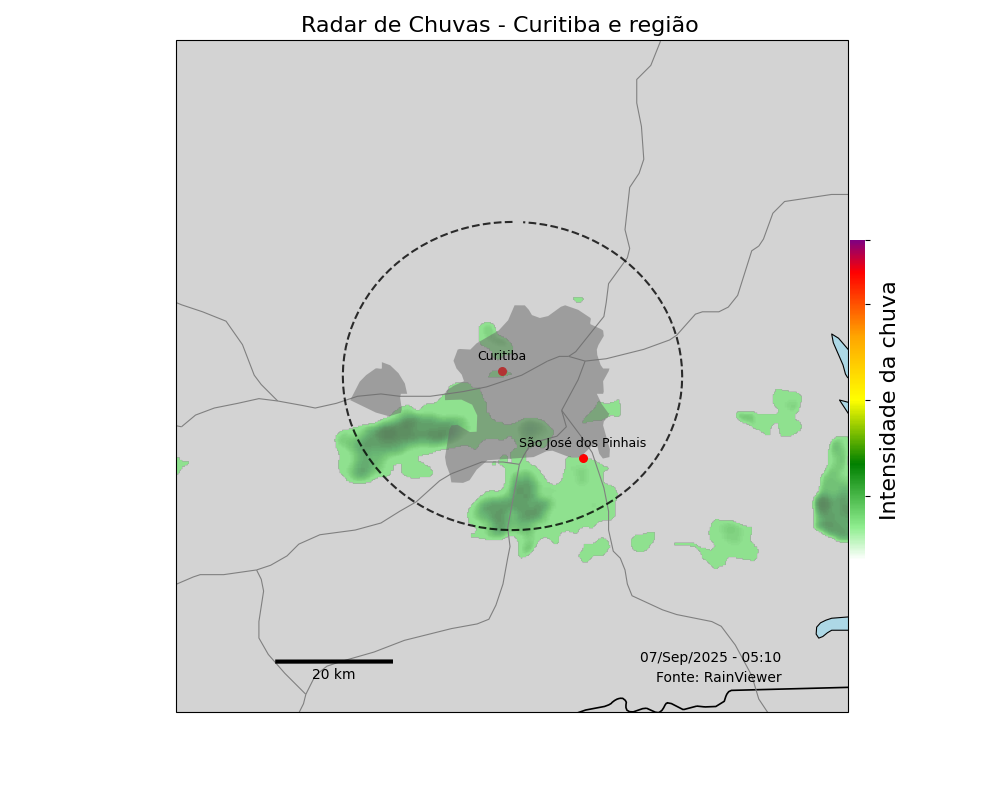 Radar de Chuvas - Curitiba e região
Curitiba
São José dos Pinhais
Intensidade da chuva
07/Sep/2025 - 05:10
20 km
Fonte: RainViewer